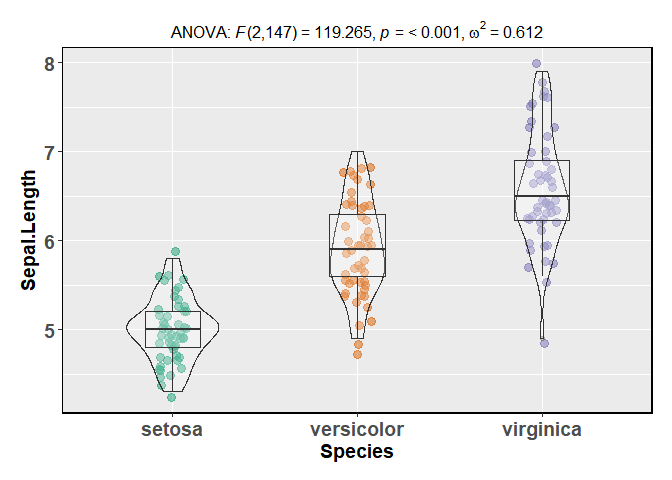 ANOVA: F(2,147) = 119.265, p = < 0.001, ω² = 0.612
8
7
6
5
Sepal.Length
setosa versicolor virginica
Species